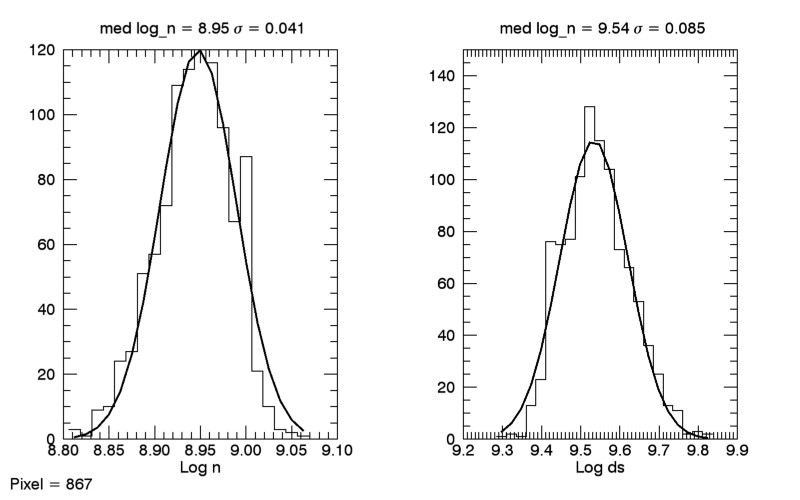 med log_n = 8.95 σ = 0.041
120
100
80
60
40
20
0
8.80 8.85 8.90 8.95 9.00 9.05 9.10
Log n
med log_n = 9.54 σ = 0.085
140
120
100
80
60
40
20
0
9.2 9.3 9.4 9.5 9.6 9.7 9.8 9.9
Log ds
Pixel = 867